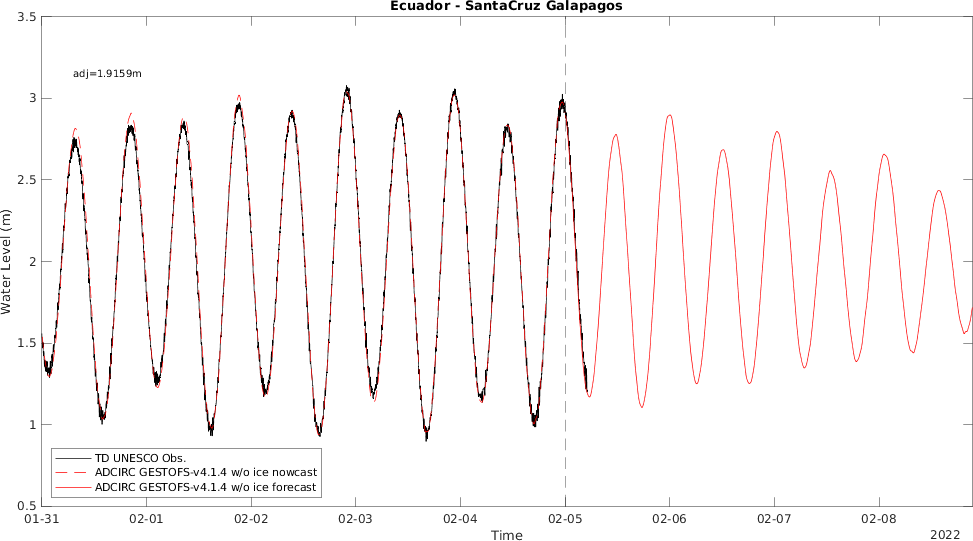 Ecuador - SantaCruz Galapagos
3.5
adj=1.9159m
3
2.5
2
1.5
1
0.5
Water Level (m)
TD UNESCO Obs.
ADCIRC GESTOFS-v4.1.4 w/o ice nowcast
ADCIRC GESTOFS-v4.1.4 w/o ice forecast
01-31 02-01 02-02 02-03 02-04 02-05 02-06 02-07 02-08
Time
2022